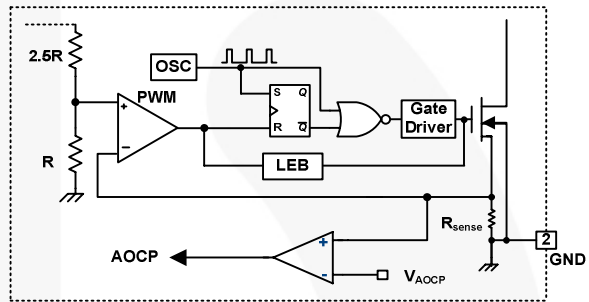 2.5R
OSC
PWM
+
−
S Q
R Q̅
Gate
Driver
R
LEB
Rsense
2
GND
AOCP
+
-
VAOCP